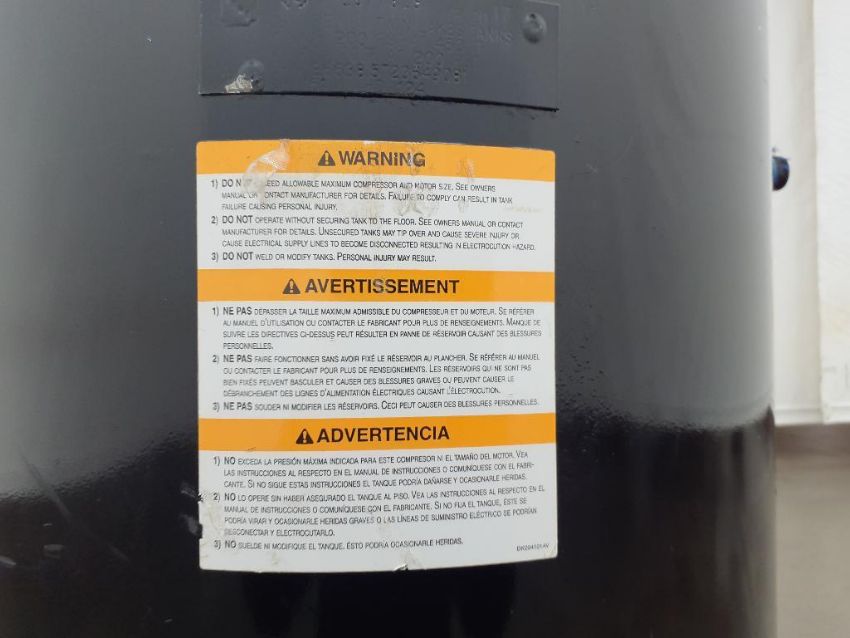 TANKS
WARNING
1) DO N EED ALLOWABLE MAXIMUM COMPRESSOR AND MOTOR SIZE. SEE OWNERS
MANUAL OR CONTACT MANUFACTURER FOR DETAILS. FAILURE TO COMPLY CAN RESULT IN TANK
FAILURE CAUSING PERSONAL INJURY.
2) DO NOT OPERATE WITHOUT SECURING TANK TO THE FLOOR. SEE OWNERS MANUAL OR CONTACT
MANUFACTURER FOR DETAILS. UNSECURED TANKS MAY TIP OVER AND CAUSE SEVERE INJURY OR
CAUSE ELECTRICAL SUPPLY LINES TO BECOME DISCONNECTED RESULTING IN ELECTROCUTION HAZARD.
3) DO NOT WELD OR MODIFY TANKS. PERSONAL INJURY MAY RESULT.
AVERTISSEMENT
1) NE PAS DÉPASSER LA TAILLE MAXIMUM ADMISSIBLE DU COMPRESSEUR ET DU MOTEUR. SE RÉFÉRER
AU MANUEL D'UTILISATION OU CONTACTER LE FABRICANT POUR PLUS DE RENSEIGNEMENTS. MANQUE DE
SUIVRE LES DIRECTIVES CI-DESSUS PEUT RÉSULTER EN PANNE DE RÉSERVOIR CAUSANT DES BLESSURES
PERSONNELLES.
2) NE PAS FAIRE FONCTIONNER SANS AVOIR FIXÉ LE RÉSERVOIR AU PLANCHER. SE RÉFÉRER AU MANUEL
OU CONTACTER LE FABRICANT POUR PLUS DE RENSEIGNEMENTS. LES RÉSERVOIRS QUI NE SONT PAS
BIEN FIXÉS PEUVENT BASCULER ET CAUSER DES BLESSURES GRAVES OU PEUVENT CAUSER LE
DÉBRANCHEMENT DES LIGNES D'ALIMENTATION ÉLECTRIQUES CAUSANT L'ÉLECTROCUTION.
3) NE PAS SOUDER NI MODIFIER LES RÉSERVOIRS. CECI PEUT CAUSER DES BLESSURES PERSONNELLES.
ADVERTENCIA
1) NO EXCEDA LA PRESIÓN MÁXIMA INDICADA PARA ESTE COMPRESOR NI EL TAMAÑO DEL MOTOR. VEA
LAS INSTRUCCIONES AL RESPECTO EN EL MANUAL DE INSTRUCCIONES O COMUNÍQUESE CON EL FABRI-
CANTE. SI NO SIGUE ESTAS INSTRUCCIONES EL TANQUE PODRÍA DAÑARSE Y OCASIONARLE HERIDAS.
2) NO LO OPERE SIN HABER ASEGURADO EL TANQUE AL PISO. VEA LAS INSTRUCCIONES AL RESPECTO EN EL
MANUAL DE INSTRUCCIONES O COMUNÍQUESE CON EL FABRICANTE. SI NO FIJA EL TANQUE, ÉSTE SE
PODRÍA VIRAR Y OCASIONARLE HERIDAS GRAVES O LAS LÍNEAS DE SUMINISTRO ELÉCTRICO SE PODRÍAN
DESCONECTAR Y ELECTROCUTARLO.
3) NO SUELDE NI MODIFIQUE EL TANQUE. ÉSTO PODRÍA OCASIONARLE HERIDAS.